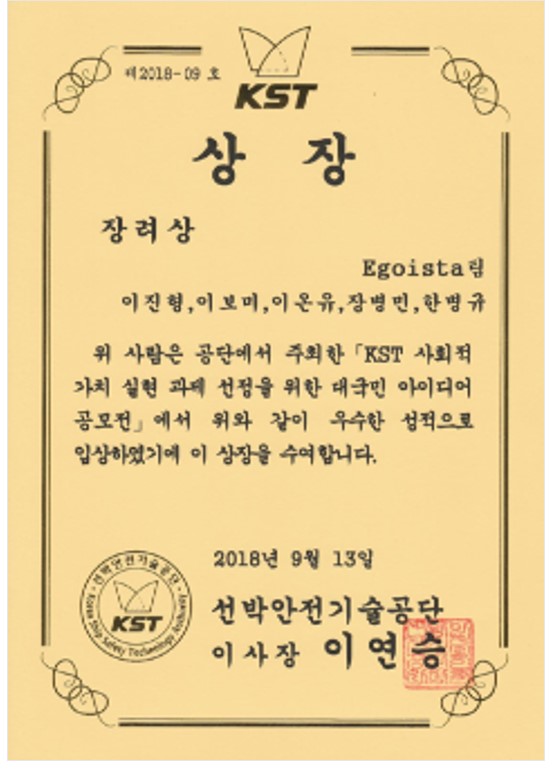 제2018-09 호
KST
상 장
장려상
Egoista팀
이진형,이보미,이온유,장병민,한병규
위 사람은 공단에서 주최한 「KST 사회적
가치 실현 과제 선정을 위한 대국민 아이디어
공모전」에서 위와 같이 우수한 성적으로
입상하였기에 이 상장을 수여합니다.
2018년 9월 13일
선박안전기술공단
이사장 이연승
· 선박안전기술공단 ·
KST
Korea Ship Safety Technology Authority